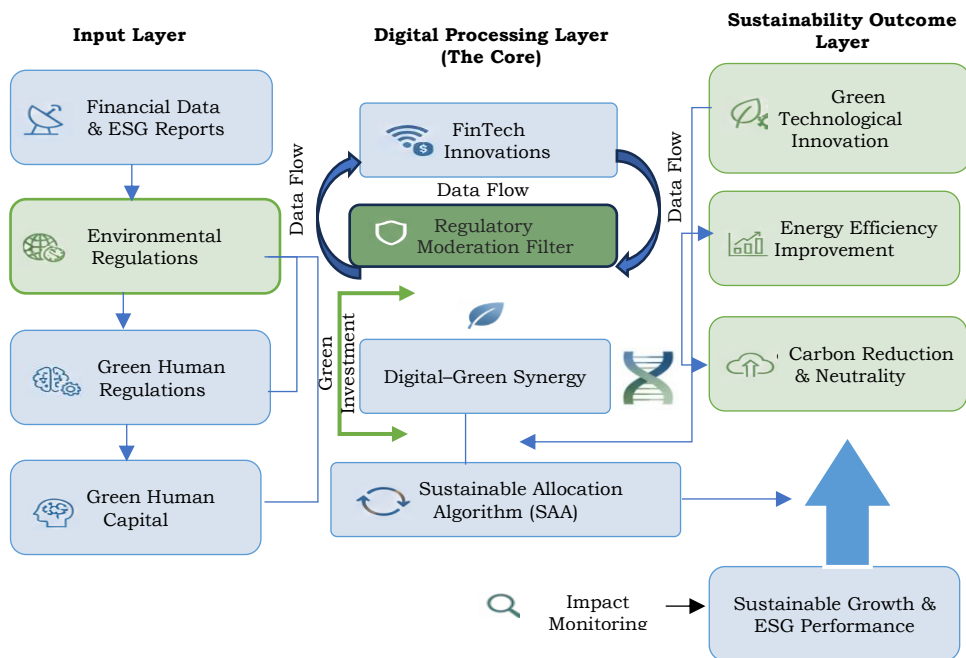 Input Layer
Digital Processing Layer
(The Core)
Sustainability Outcome
Layer
Financial Data
& ESG Reports
Environmental
Regulations
Green Human
Regulations
Green Human
Capital
Data Flow
FinTech
Innovations
Data Flow
Regulatory
Moderation Filter
Data Flow
Green
Investment
Digital–Green Synergy
Sustainable Allocation
Algorithm (SAA)
Green
Technological
Innovation
Energy Efficiency
Improvement
Carbon Reduction
& Neutrality
Impact
Monitoring
Sustainable Growth &
ESG Performance